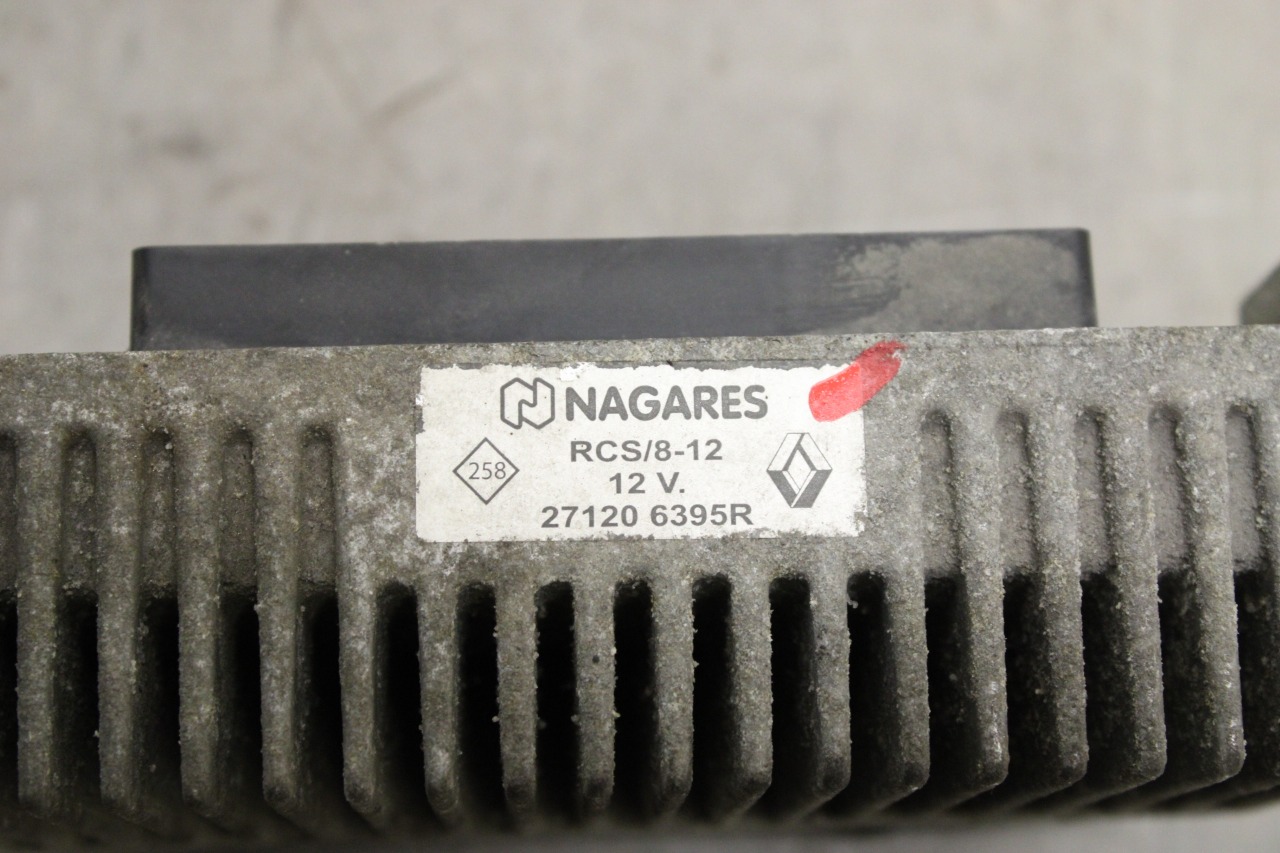 NAGARES
RCS/8-12
258
12 V.
27120 6395R